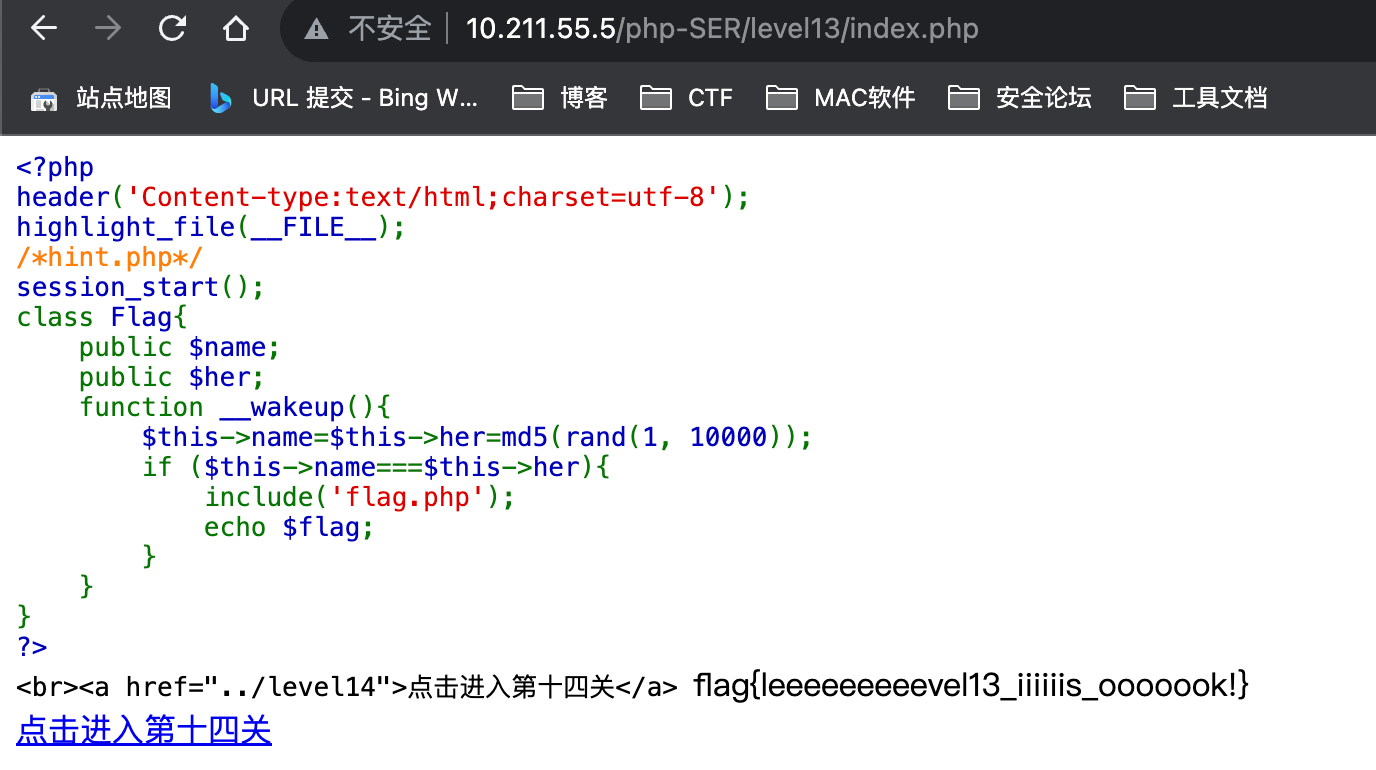 不安全 10.211.55.5/php-SER/level13/index.php
站点地图 URL 提交 - Bing W... 博客 CTF MAC软件 安全论坛 工具文档
<?php
header('Content-type:text/html;charset=utf-8');
highlight_file(__FILE__);
/*hint.php*/
session_start();
class Flag{
    public $name;
    public $her;
    function __wakeup(){
        $this->name=$this->her=md5(rand(1, 10000));
        if ($this->name===$this->her){
            include('flag.php');
            echo $flag;
        }
    }
}
?>
<br><a href="../level14">点击进入第十四关</a> flag{leeeeeeeeevel13_iiiiiis_ooooook!}
点击进入第十四关